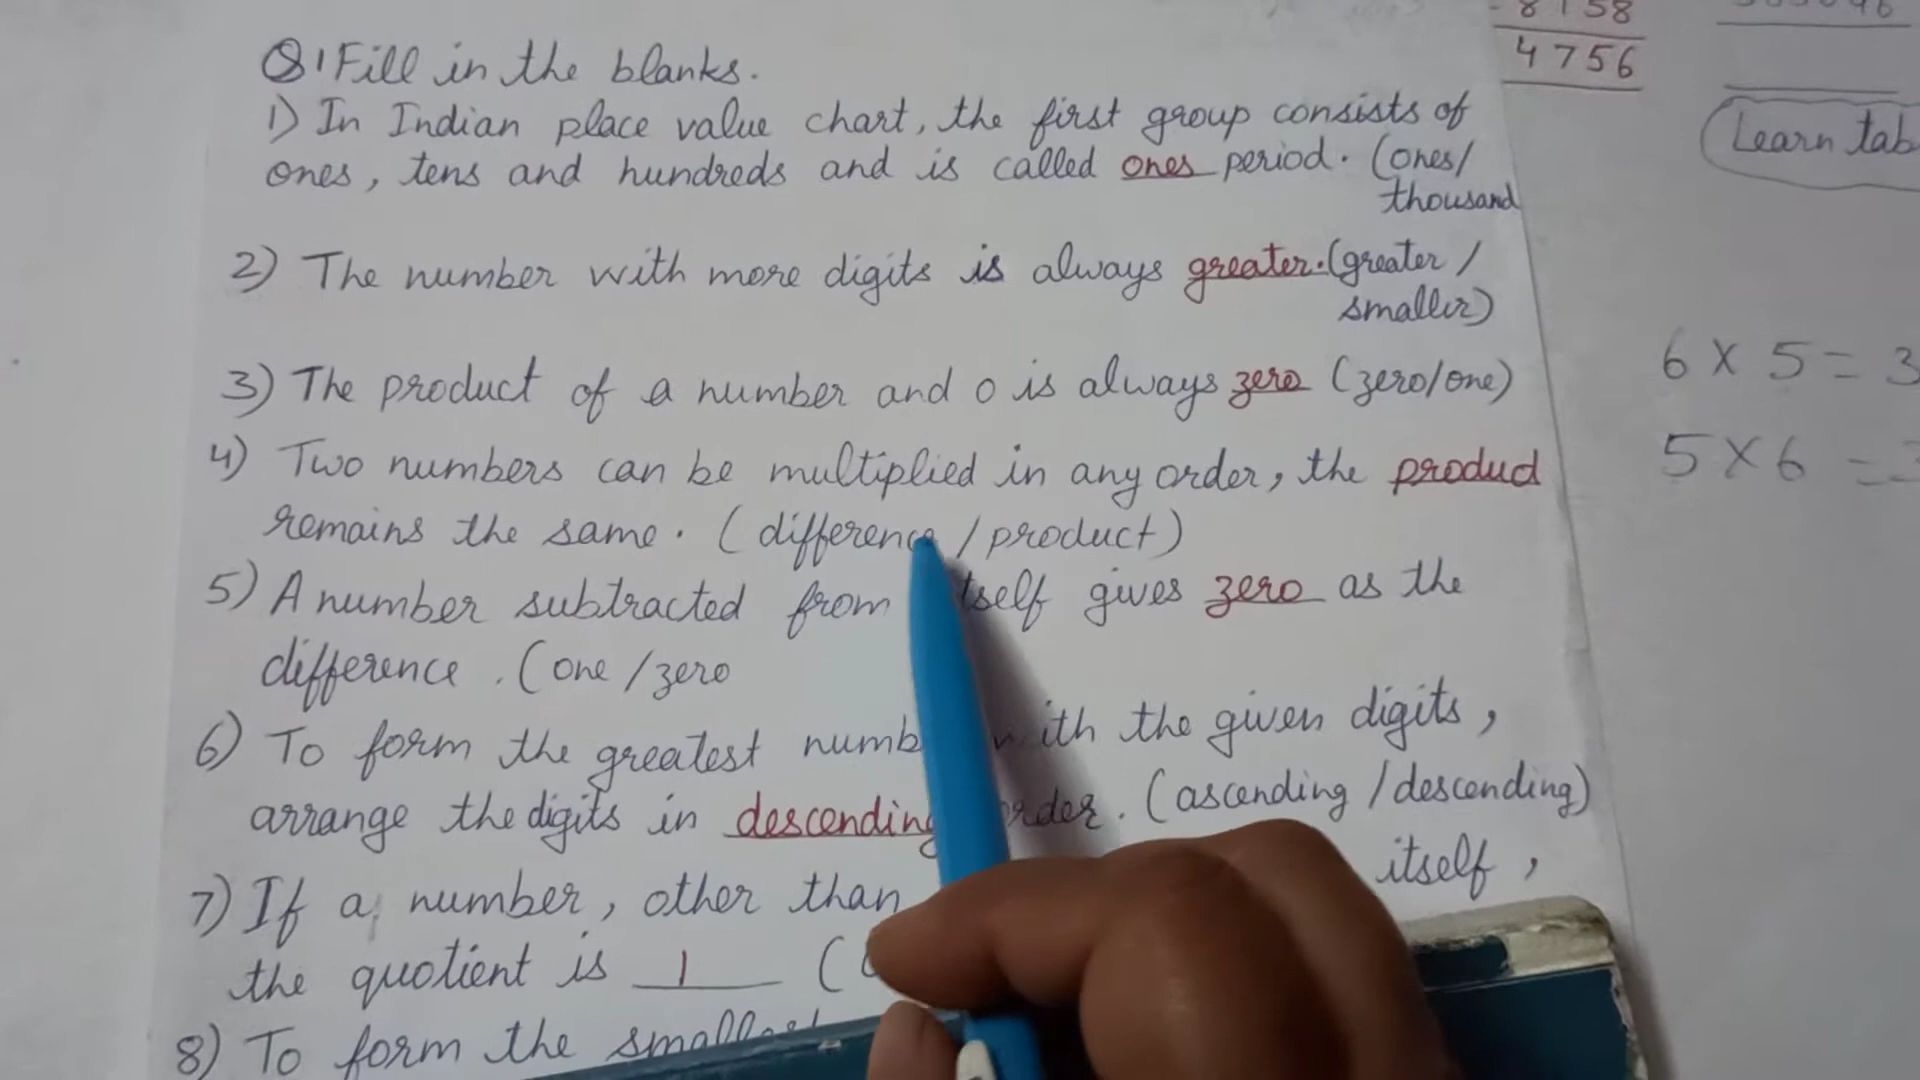 Q1 Fill in the blanks.
1) In Indian place value chart, the first group consists of
ones, tens and hundreds and is called ones period. (ones/
thousand
2) The number with more digits is always greater. (greater /
smaller)
3) The product of a number and 0 is always zero (zero/one)
4) Two numbers can be multiplied in any order, the product
remains the same. (difference / product)
5) A number subtracted from itself gives zero as the
difference. (one / zero
6) To form the greatest number with the given digits,
arrange the digits in descending order. (ascending / descending)
7) If a number, other than itself,
the quotient is 1 (
8) To form the smallest
8158
4756
Learn tab
6 x 5 = 3
5 x 6 = 3